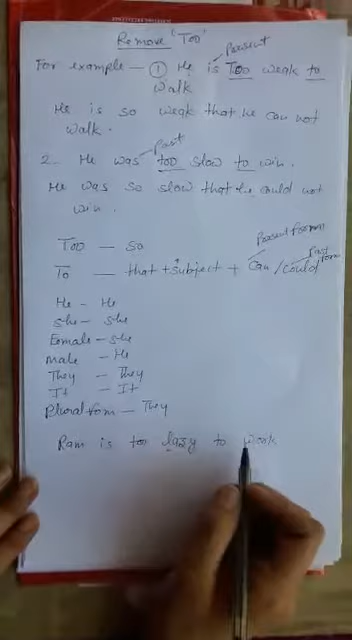 Remove 'Too'
Present
For example — ① He is Too weak to
walk
He is so weak that he can not
walk.
Past
2 — He was too slow to win.
He was so slow that he could not
win.
Present form
Too — so
Past form
To — that + subject + Can / Could
He — He
She — She
Female — She
Male — He
They — They
It — It
Plural form — They
Ram is too lazy to work